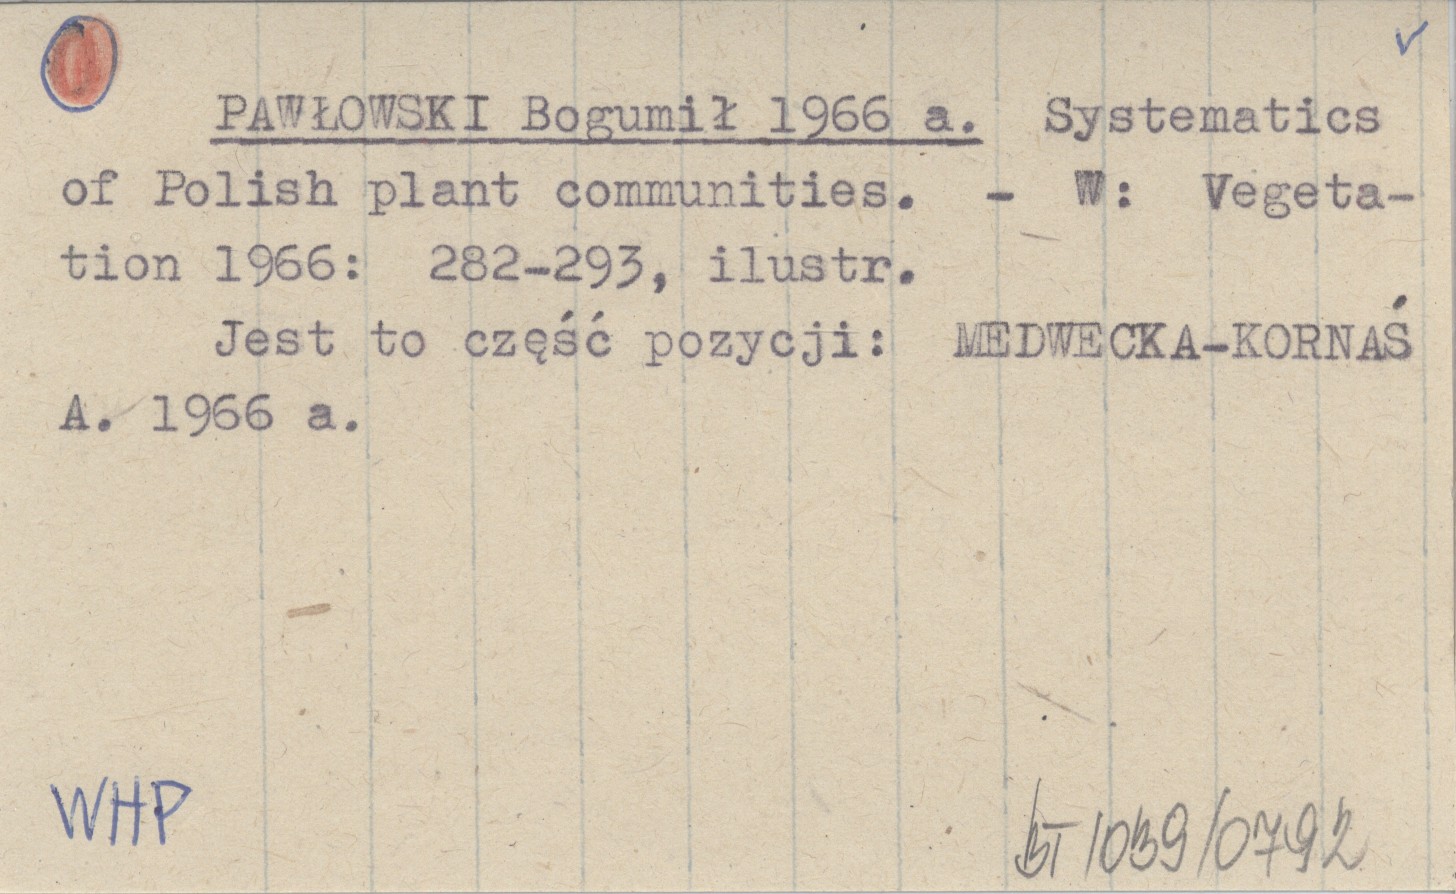 PAWŁOWSKI Bogumił 1966 a. Systematics
of Polish plant communities. - W: Vegeta-
tion 1966: 282-293, ilustr.
Jest to część pozycji: MEDWECKA-KORNAŚ
A. 1966 a.
WHP
BT/039/0792